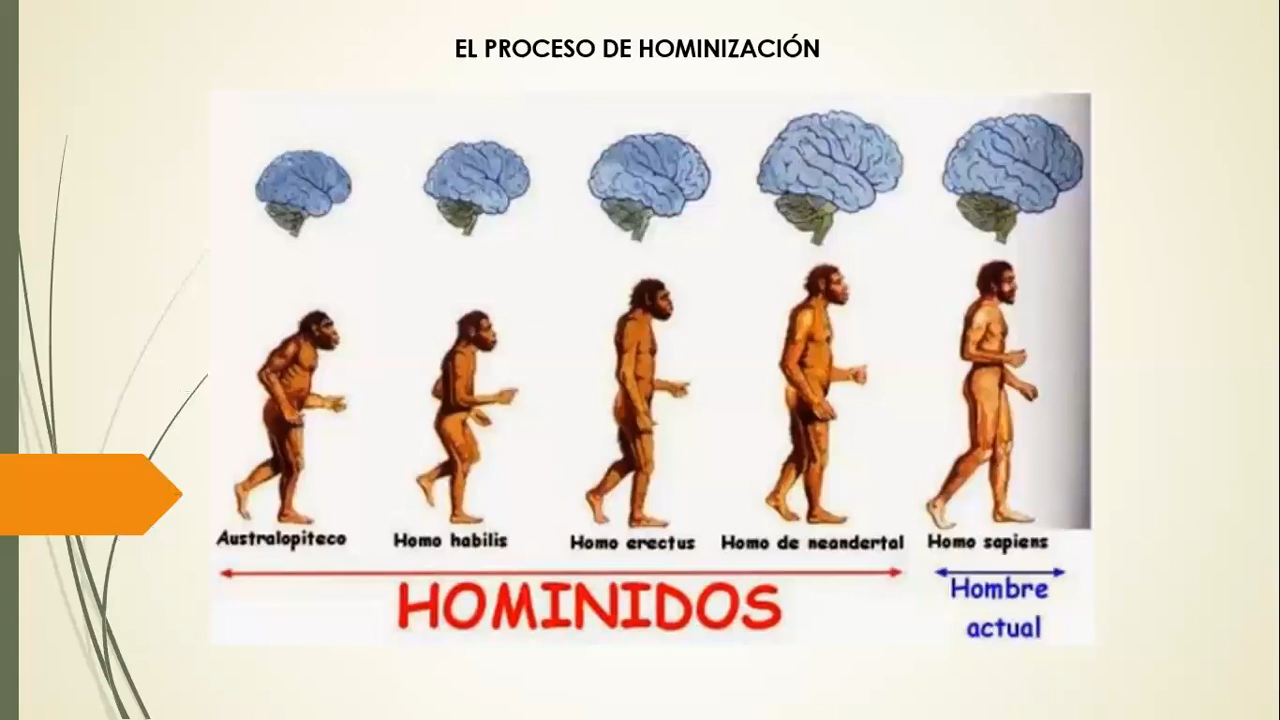 EL PROCESO DE HOMINIZACIÓN
Australopiteco Homo habilis Homo erectus Homo de neandertal Homo sapiens
HOMINIDOS
Hombre
actual